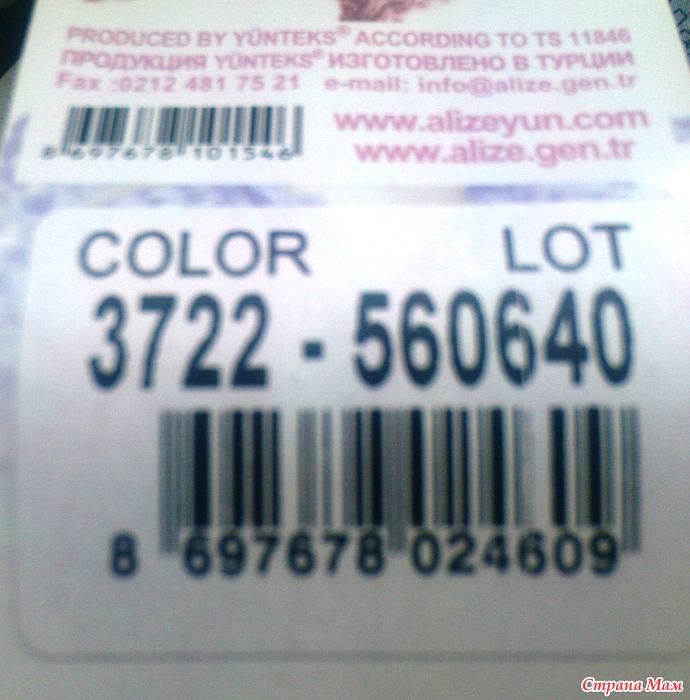 PRODUCED BY YÜNTEKS® ACCORDING TO TS 11846
ПРОДУКЦИЯ YÜNTEKS® ИЗГОТОВЛЕНО В ТУРЦИИ
Fax :0212 481 75 21 e-mail: info@alize.gen.tr
www.alizeyun.com
8 697678 101546
www.alize.gen.tr
COLOR LOT
3722 - 560640
8 697678 024609
Страна Мам